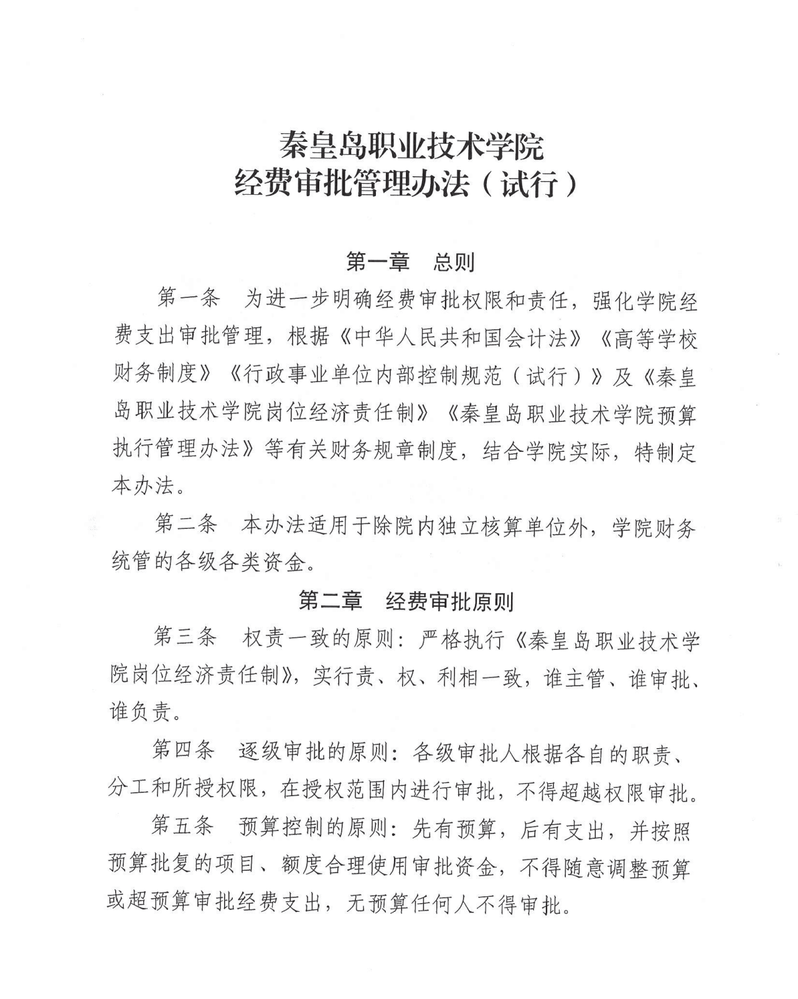 秦皇岛职业技术学院
经费审批管理办法（试行）
第一章　总则
第一条　为进一步明确经费审批权限和责任，强化学院经
费支出审批管理，根据《中华人民共和国会计法》《高等学校
财务制度》《行政事业单位内部控制规范（试行）》及《秦皇
岛职业技术学院岗位经济责任制》《秦皇岛职业技术学院预算
执行管理办法》等有关财务规章制度，结合学院实际，特制定
本办法。
第二条　本办法适用于除院内独立核算单位外，学院财务
统管的各级各类资金。
第二章　经费审批原则
第三条　权责一致的原则：严格执行《秦皇岛职业技术学
院岗位经济责任制》，实行责、权、利相一致，谁主管、谁审批、
谁负责。
第四条　逐级审批的原则：各级审批人根据各自的职责、
分工和所授权限，在授权范围内进行审批，不得超越权限审批。
第五条　预算控制的原则：先有预算，后有支出，并按照
预算批复的项目、额度合理使用审批资金，不得随意调整预算
或超预算审批经费支出，无预算任何人不得审批。